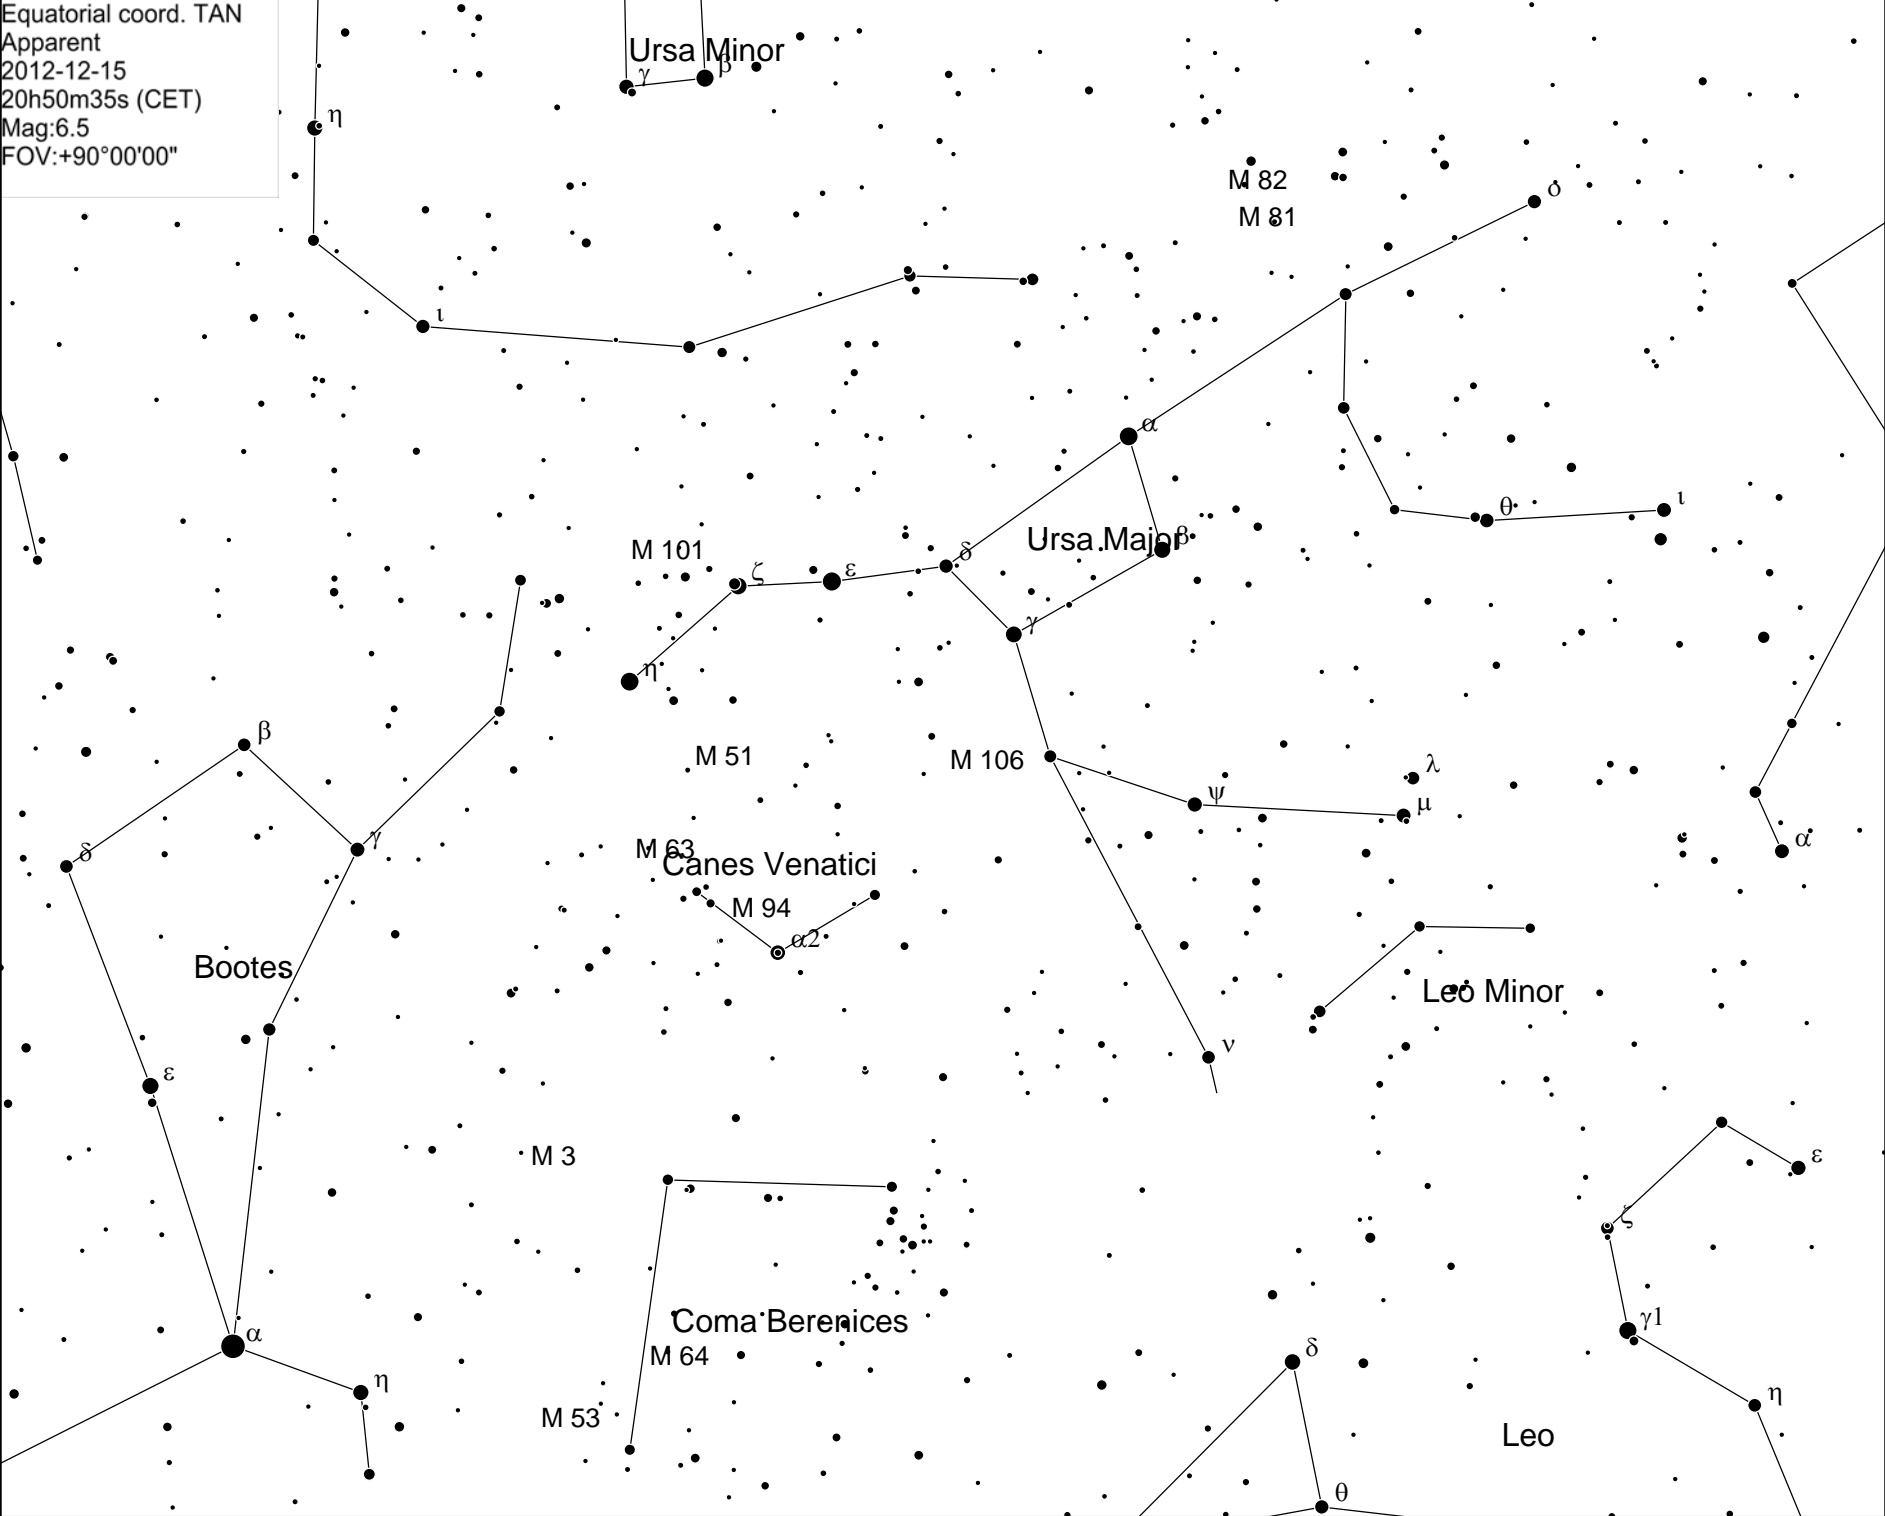 Equatorial coord. TAN
Apparent
2012-12-15
20h50m35s (CET)
Mag:6.5
FOV:+90°00'00"
Ursa Minor
γ β
η
M 82
ο
M 81
ι
α
θ ι
Ursa Major β
M 101
δ
ζ ε
γ
η
β
M 51
M 106
λ
ψ
μ
γ
α
δ
M 63
Canes Venatici
M 94
α2
Bootes
Leo Minor
ν
ε
M 3
ε
ζ
Coma Berenices
γ1
α
δ
M 64
η
η
M 53
Leo
θ